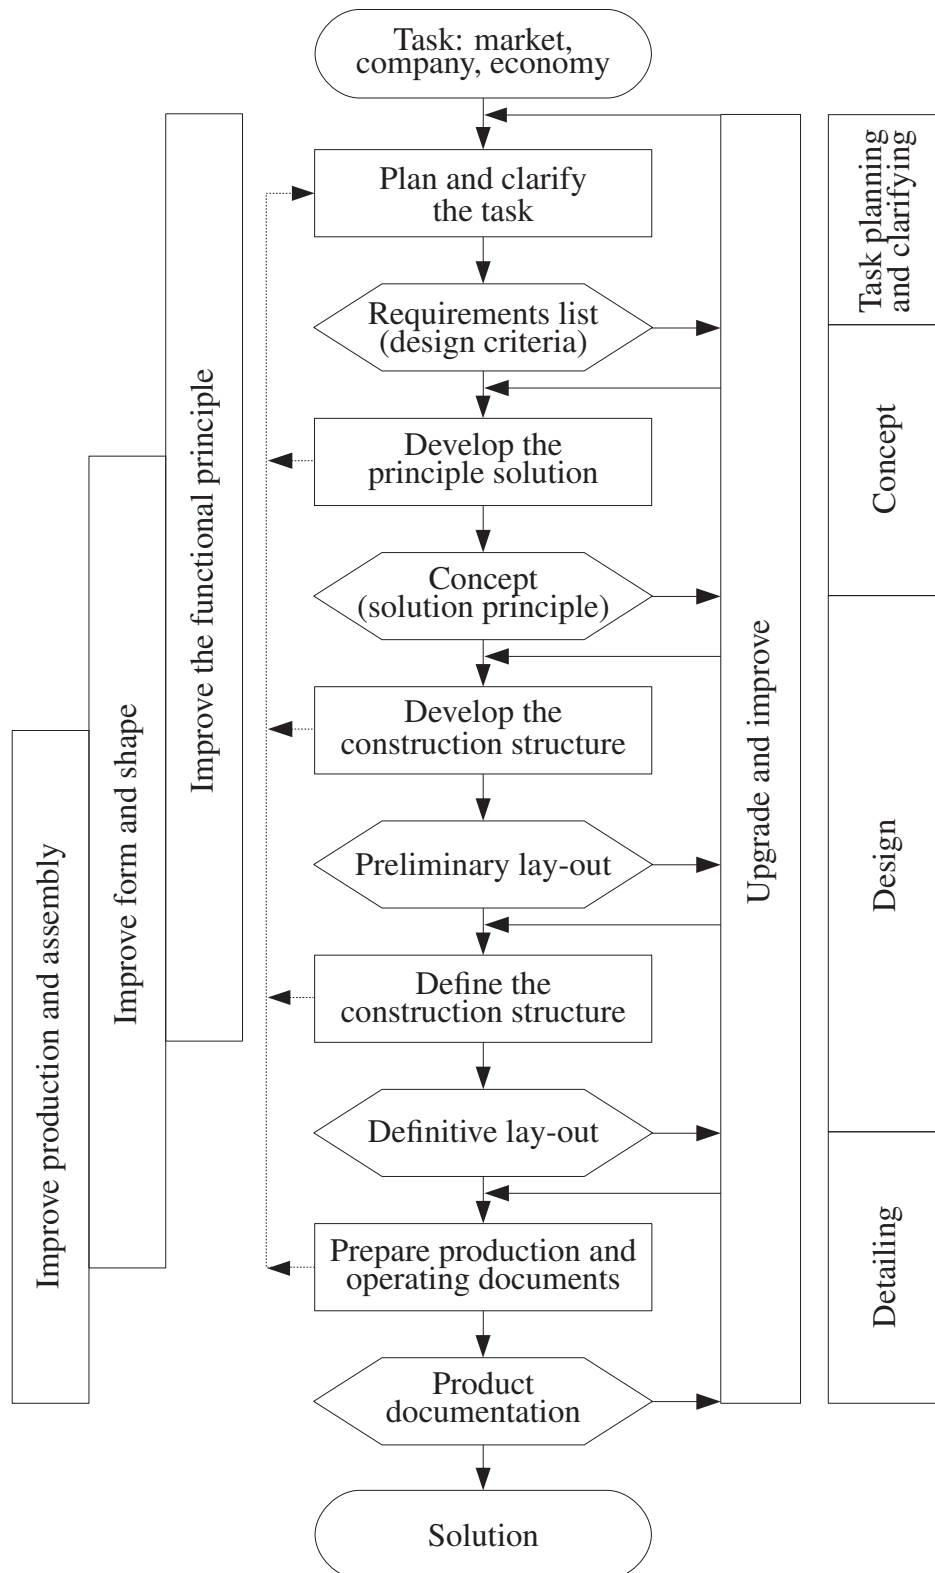 Task: market,
company, economy
Plan and clarify
the task
Requirements list
(design criteria)
Develop the
principle solution
Concept
(solution principle)
Develop the
construction structure
Preliminary lay-out
Define the
construction structure
Definitive lay-out
Prepare production and
operating documents
Product
documentation
Solution
Improve production and assembly
Improve form and shape
Improve the functional principle
Upgrade and improve
Task planning
and clarifying
Concept
Design
Detailing